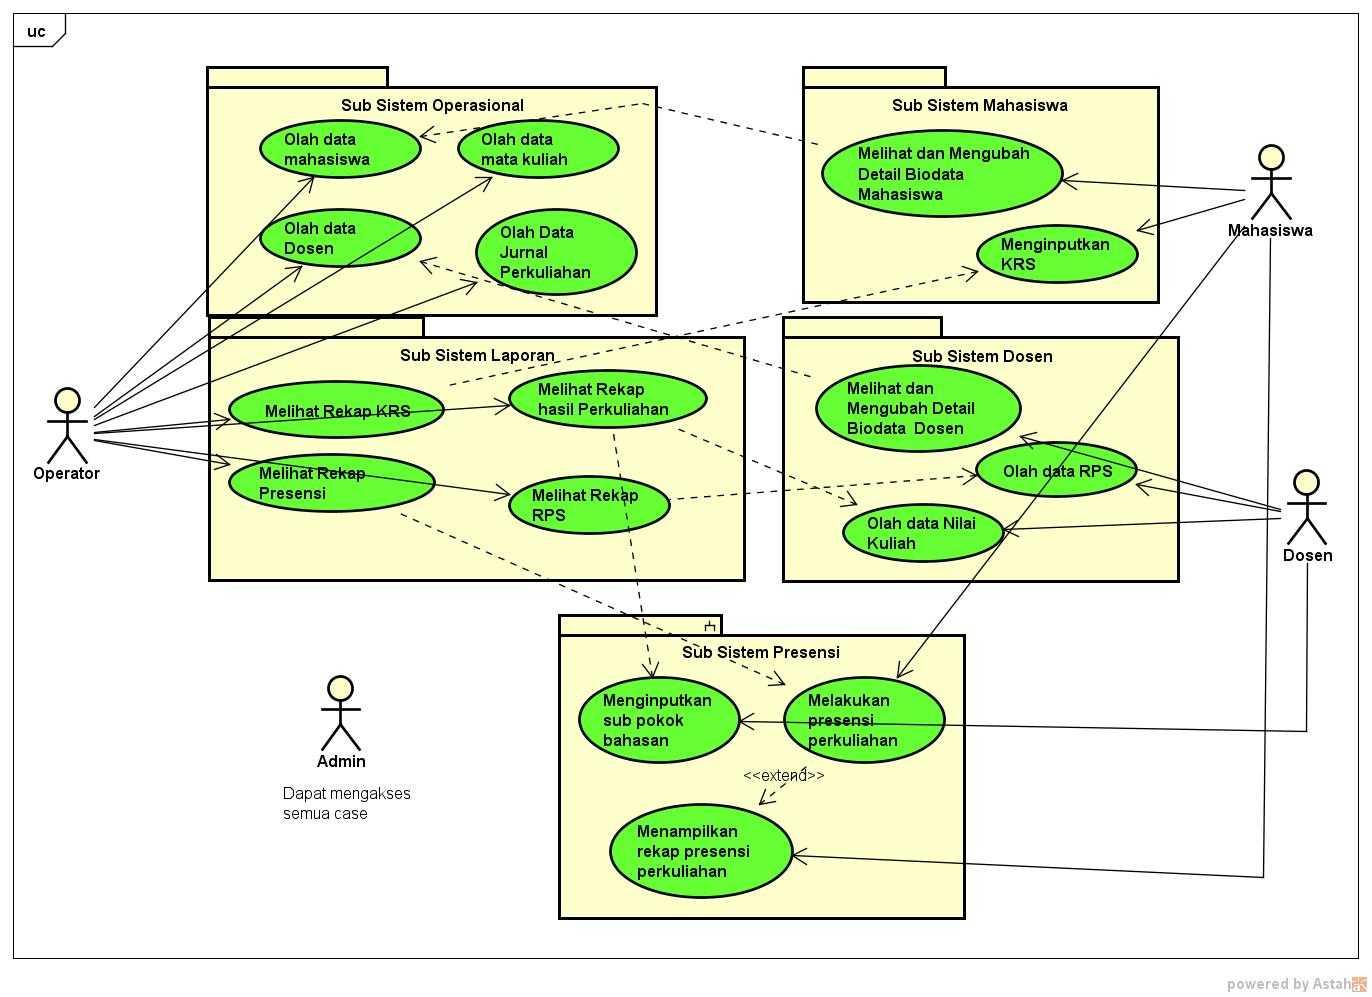 uc
Sub Sistem Operasional
Olah data
mahasiswa
Olah data
mata kuliah
Olah data
Dosen
Olah Data
Jurnal
Perkuliahan
Sub Sistem Mahasiswa
Melihat dan Mengubah
Detail Biodata
Mahasiswa
Menginputkan
KRS
Mahasiswa
Sub Sistem Laporan
Melihat Rekap KRS
Melihat Rekap
hasil Perkuliahan
Melihat Rekap
Presensi
Melihat Rekap
RPS
Operator
Sub Sistem Dosen
Melihat dan
Mengubah Detail
Biodata Dosen
Olah data RPS
Olah data Nilai
Kuliah
Dosen
Sub Sistem Presensi
Menginputkan
sub pokok
bahasan
Melakukan
presensi
perkuliahan
<<extend>>
Menampilkan
rekap presensi
perkuliahan
Admin
Dapat mengakses
semua case
powered by Astah